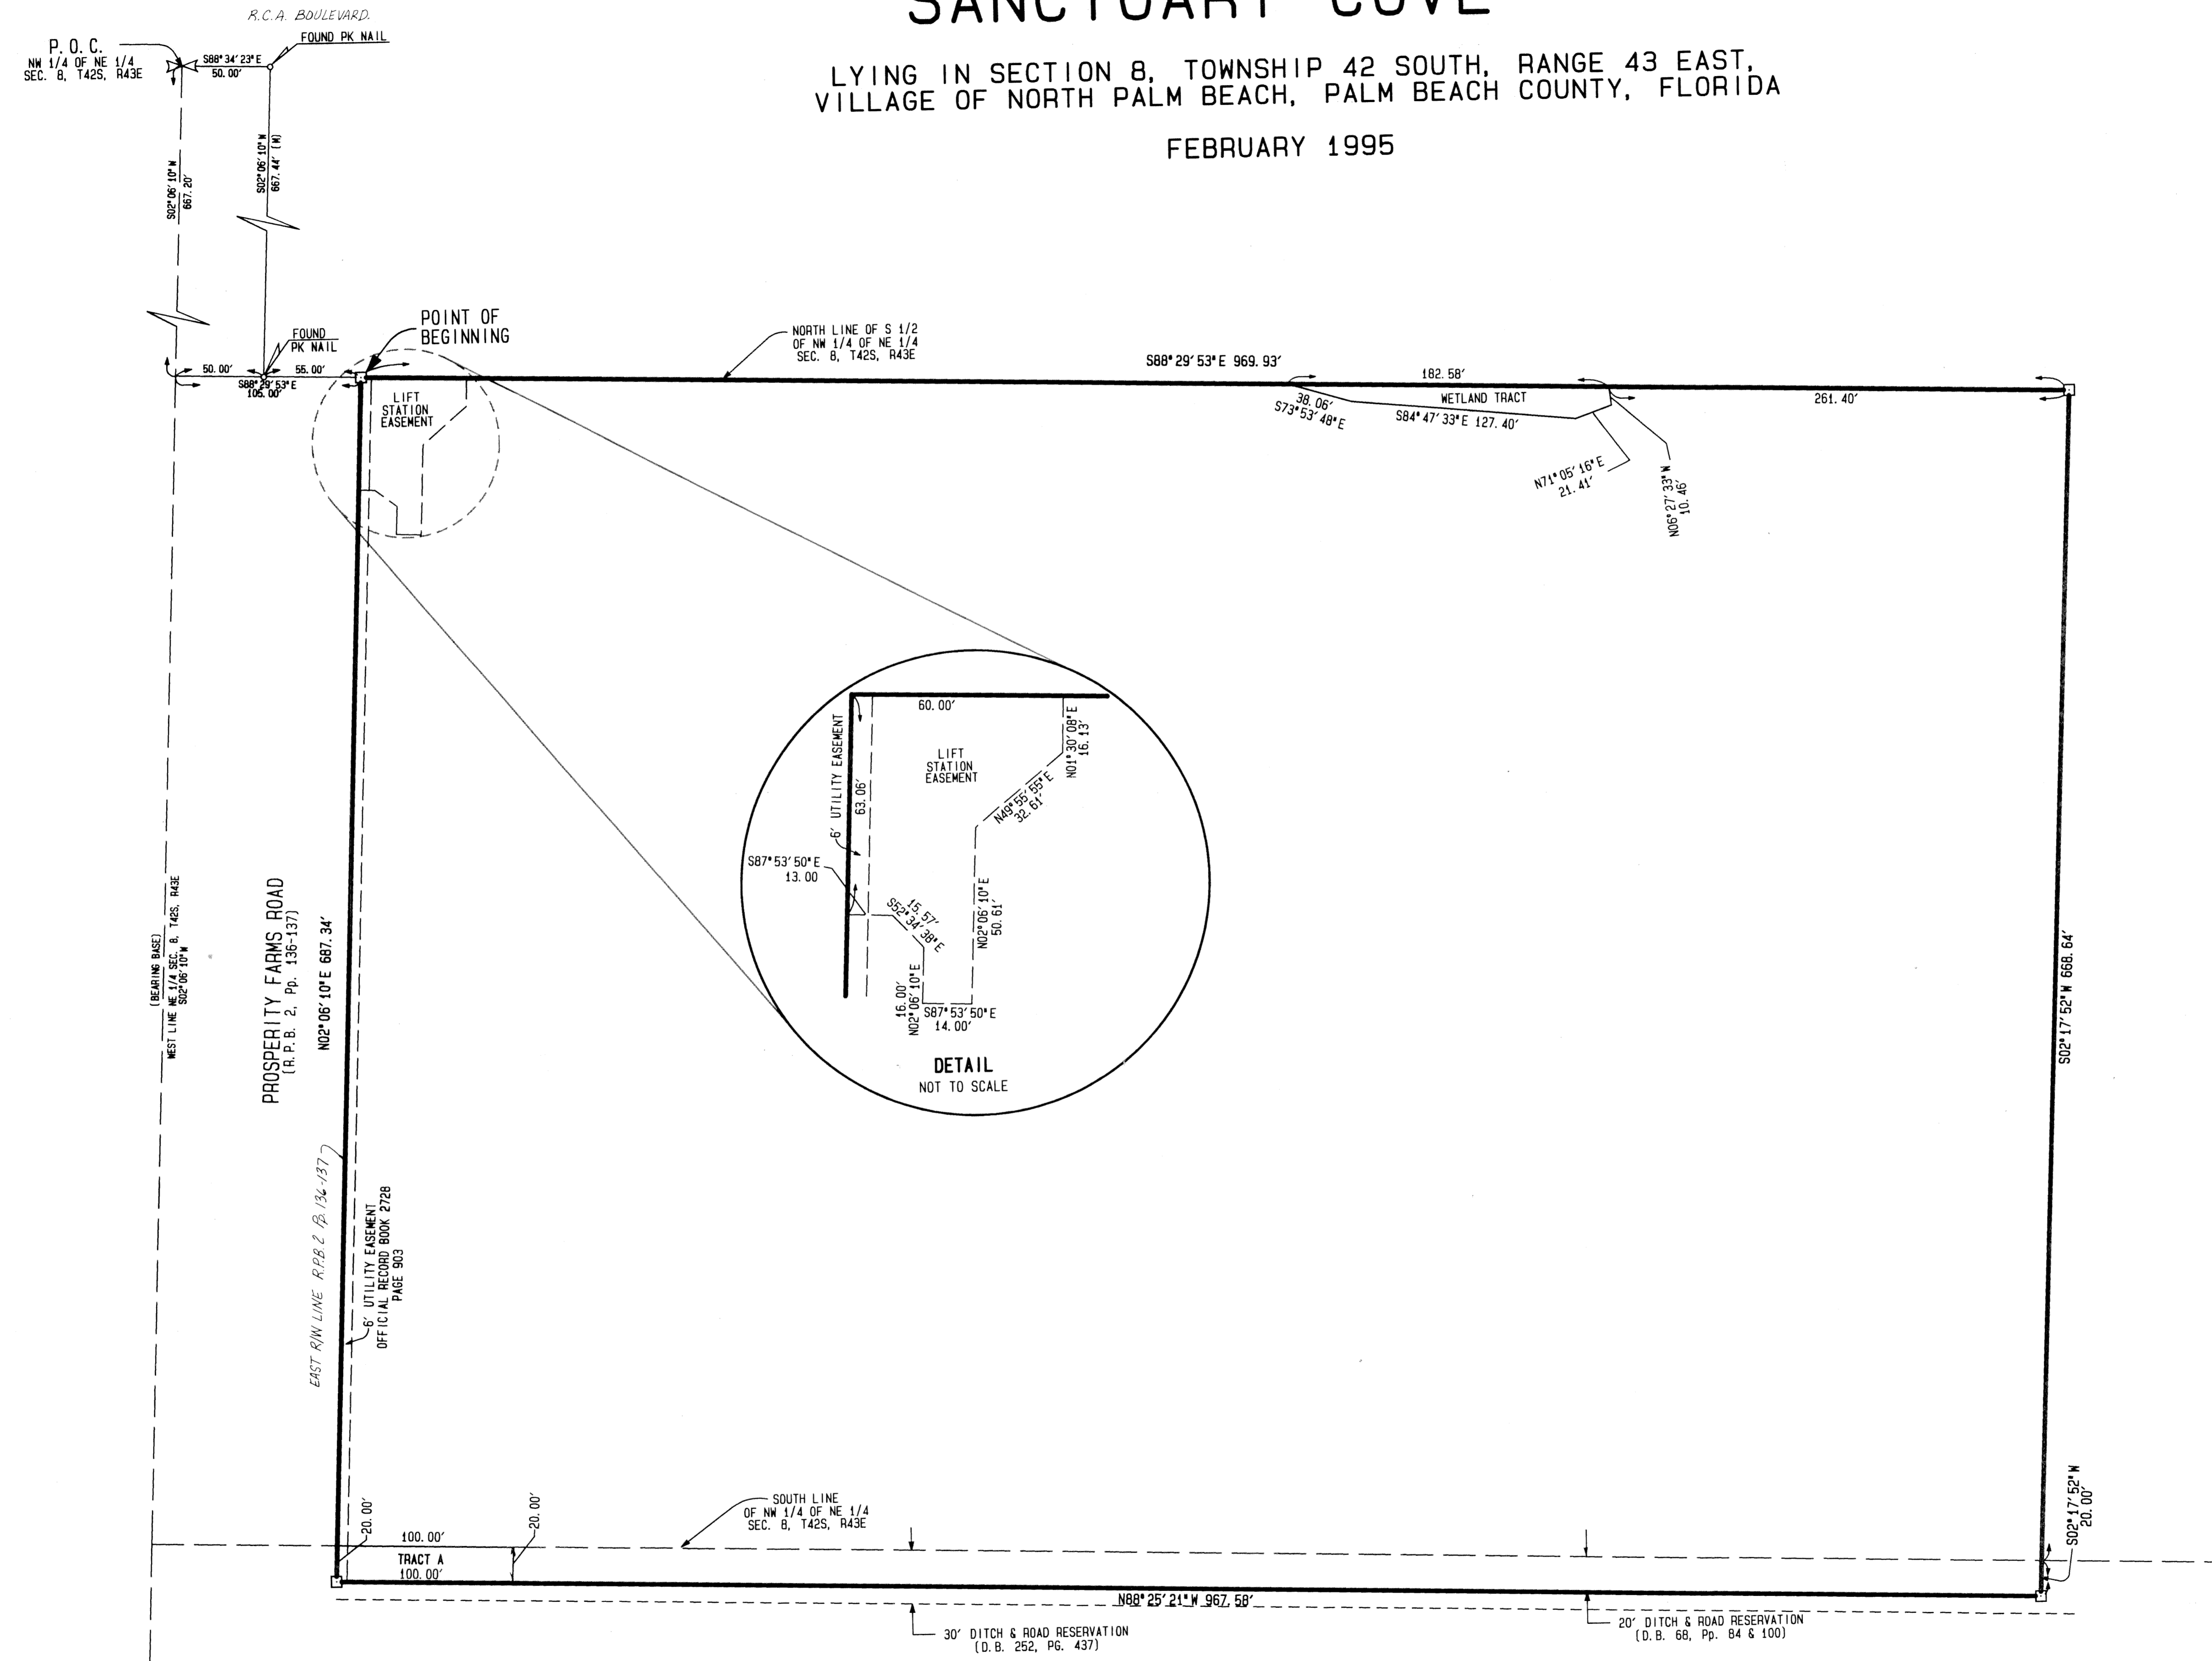 SANCTUARY COVE
LYING IN SECTION 8, TOWNSHIP 42 SOUTH, RANGE 43 EAST,
VILLAGE OF NORTH PALM BEACH, PALM BEACH COUNTY, FLORIDA
FEBRUARY 1995
R.C.A. BOULEVARD.
P.O.C.
NW 1/4 OF NE 1/4
SEC. 8, T42S, R43E
S88°34'23"E
50.00'
FOUND PK NAIL
S02°06'10"W
667.20'
S02°06'10"W
667.44' (M)
FOUND
PK NAIL
POINT OF
BEGINNING
50.00'
55.00'
S88°29'53"E
105.00'
NORTH LINE OF S 1/2
OF NW 1/4 OF NE 1/4
SEC. 8, T42S, R43E
S88°29'53"E 969.93'
182.58'
WETLAND TRACT
261.40'
38.06'
S73°53'48"E
S84°47'33"E 127.40'
N71°05'16"E
21.41'
N06°27'33"W
10.46'
LIFT
STATION
EASEMENT
60.00'
6' UTILITY EASEMENT
63.06'
LIFT
STATION
EASEMENT
N01°30'08"E
16.13'
N49°55'55"E
32.61'
S87°53'50"E
13.00
15.57'
S52°34'38"E
N02°06'10"E
50.61'
16.00'
N02°06'10"E
S87°53'50"E
14.00'
DETAIL
NOT TO SCALE
(BEARING BASE)
WEST LINE NE 1/4 SEC. 8, T42S, R43E
S02°06'10"W
PROSPERITY FARMS ROAD
(R.P.B. 2, Pp. 136-137)
N02°06'10"E 687.34'
EAST R/W LINE R.P.B. 2 Pp. 136-137
6' UTILITY EASEMENT
OFFICIAL RECORD BOOK 2728
PAGE 903
S02°17'52"W 668.64'
S02°17'52"W
20.00'
20.00'
100.00'
TRACT A
100.00'
20.00'
SOUTH LINE
OF NW 1/4 OF NE 1/4
SEC. 8, T42S, R43E
N88°25'21"W 967.58'
30' DITCH & ROAD RESERVATION
(D.B. 252, PG. 437)
20' DITCH & ROAD RESERVATION
(D.B. 68, Pp. 84 & 100)